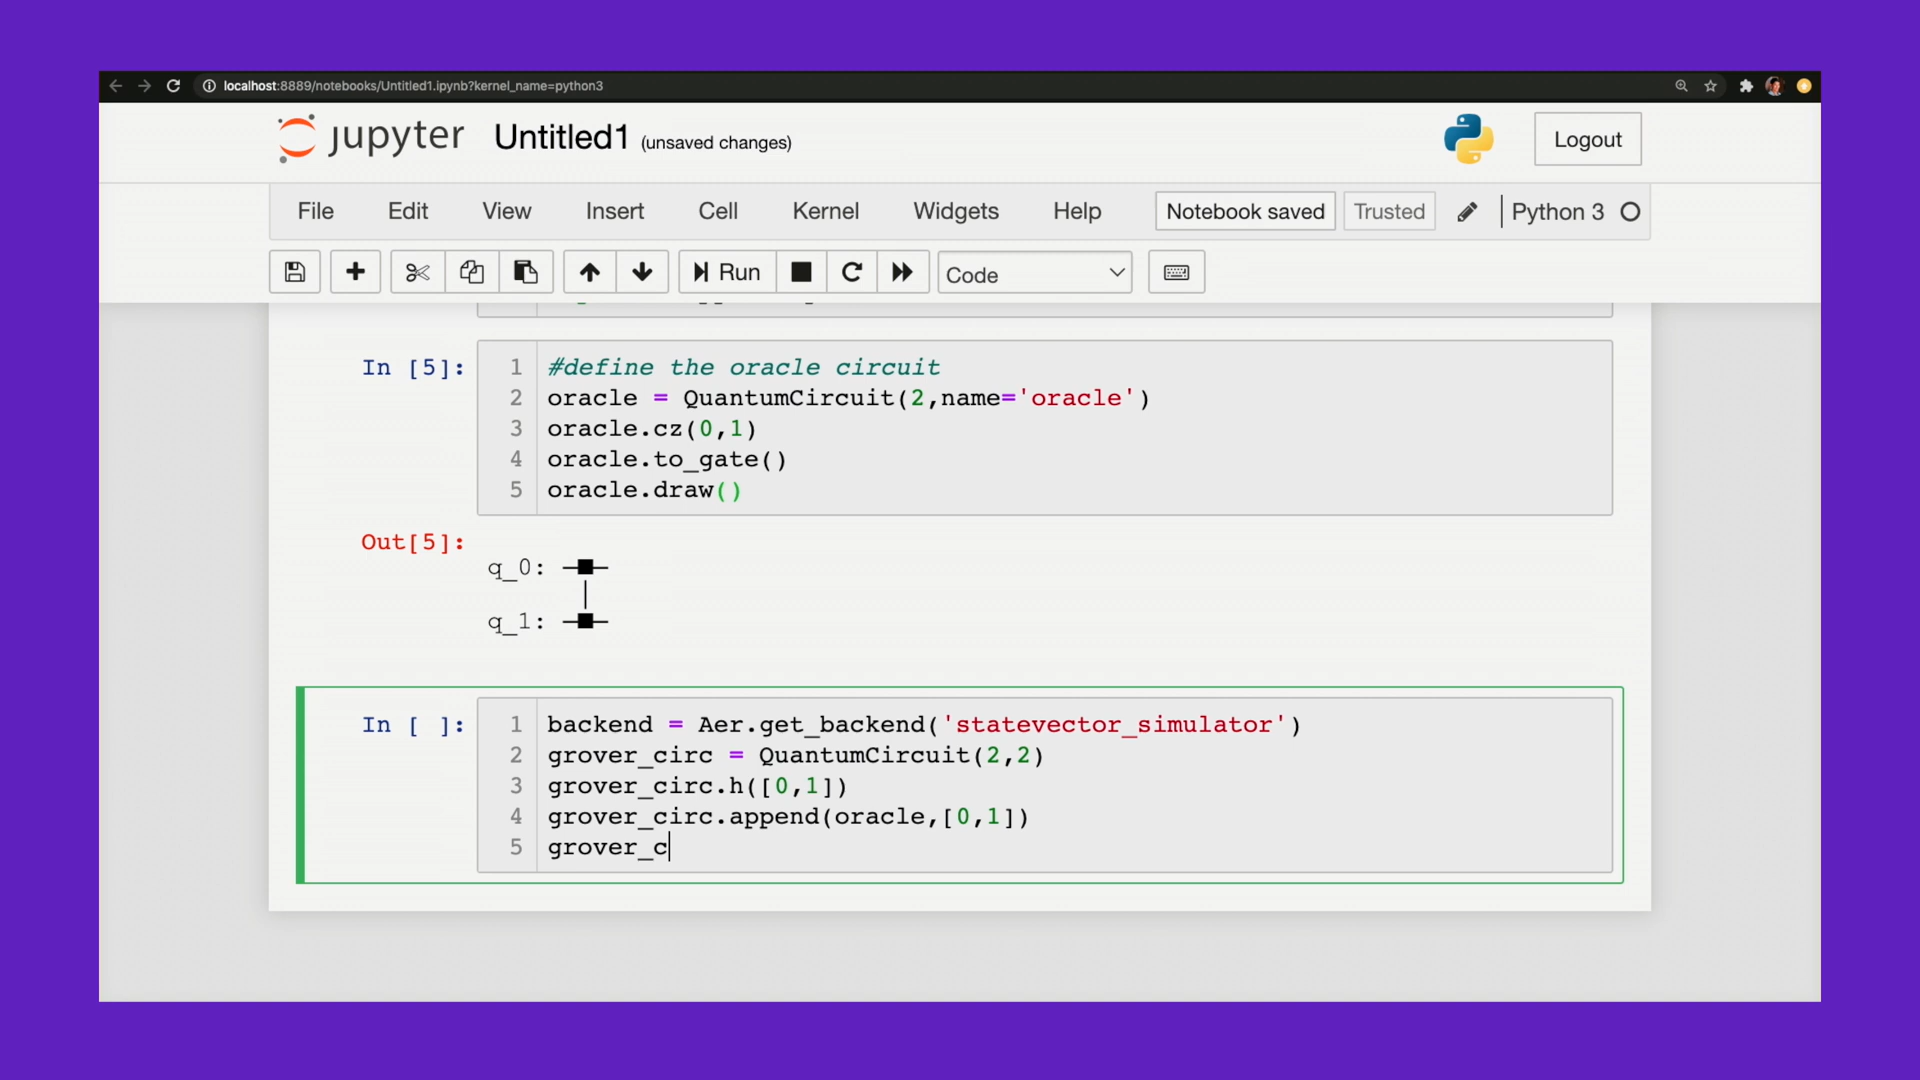 localhost:8889/notebooks/Untitled1.ipynb?kernel_name=python3
jupyter Untitled1 (unsaved changes) Logout
File Edit View Insert Cell Kernel Widgets Help Notebook saved Trusted Python 3
Run Code
In [5]:
1 #define the oracle circuit
2 oracle = QuantumCircuit(2,name='oracle')
3 oracle.cz(0,1)
4 oracle.to_gate()
5 oracle.draw()
Out[5]:
q_0:
q_1:
In [ ]:
1 backend = Aer.get_backend('statevector_simulator')
2 grover_circ = QuantumCircuit(2,2)
3 grover_circ.h([0,1])
4 grover_circ.append(oracle,[0,1])
5 grover_c